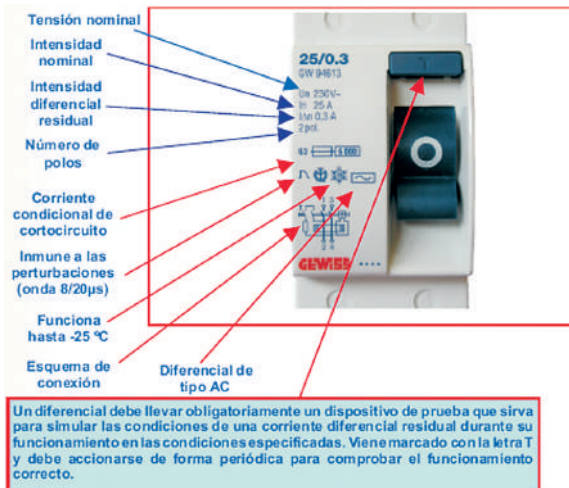 Tensión nominal
Intensidad
nominal
Intensidad
diferencial
residual
Número de
polos
Corriente
condicional de
cortocircuito
Inmune a las
perturbaciones
(onda 8/20µs)
Funciona
hasta -25 ºC
Esquema de
conexión
Diferencial de
tipo AC
25/0.3
GW 94613
Un 230V~
In 25 A
I∆n 0,3 A
2 pol.
63
6 000
T
GEWISS
Un diferencial debe llevar obligatoriamente un dispositivo de prueba que sirva
para simular las condiciones de una corriente diferencial residual durante su
funcionamiento en las condiciones especificadas. Viene marcado con la letra T
y debe accionarse de forma periódica para comprobar el funcionamiento
correcto.